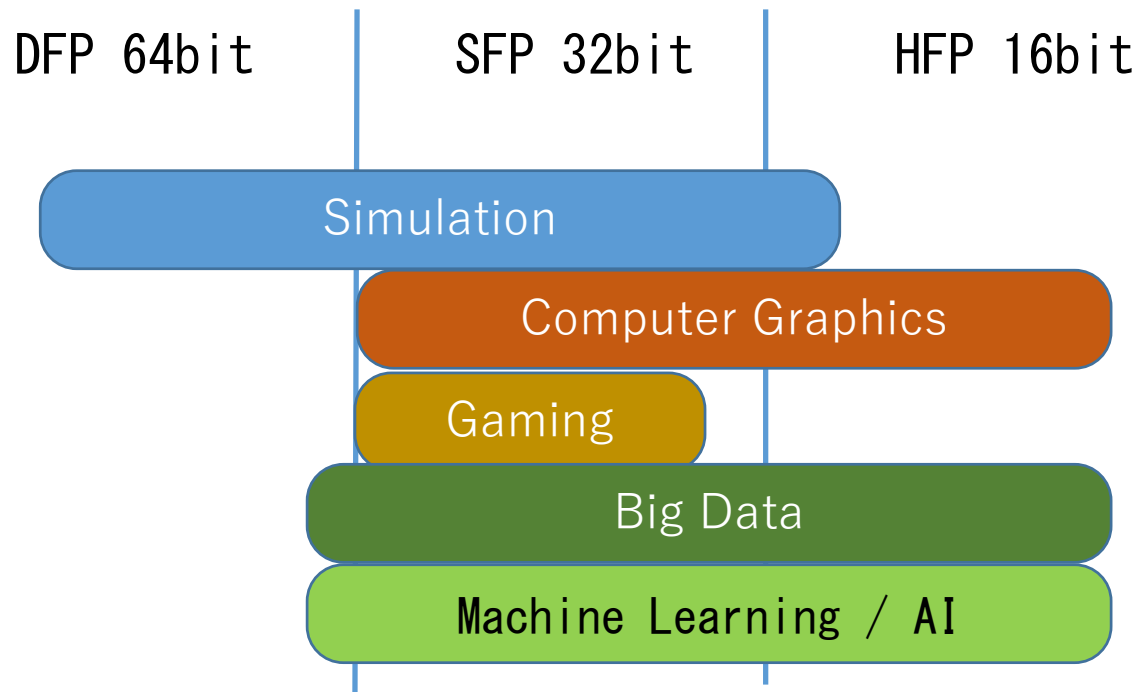 DFP 64bit
SFP 32bit
HFP 16bit
Simulation
Computer Graphics
Gaming
Big Data
Machine Learning / AI